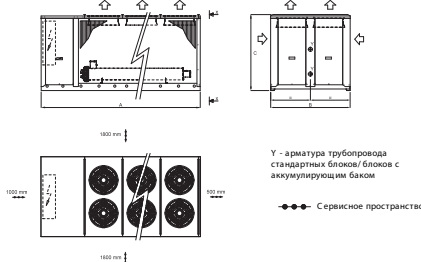 A
C
B
Y
Y
1800 mm
1000 mm
500 mm
1800 mm
Y - арматура трубопровода
стандартных блоков/ блоков с
аккумулирующим баком
Сервисное пространство